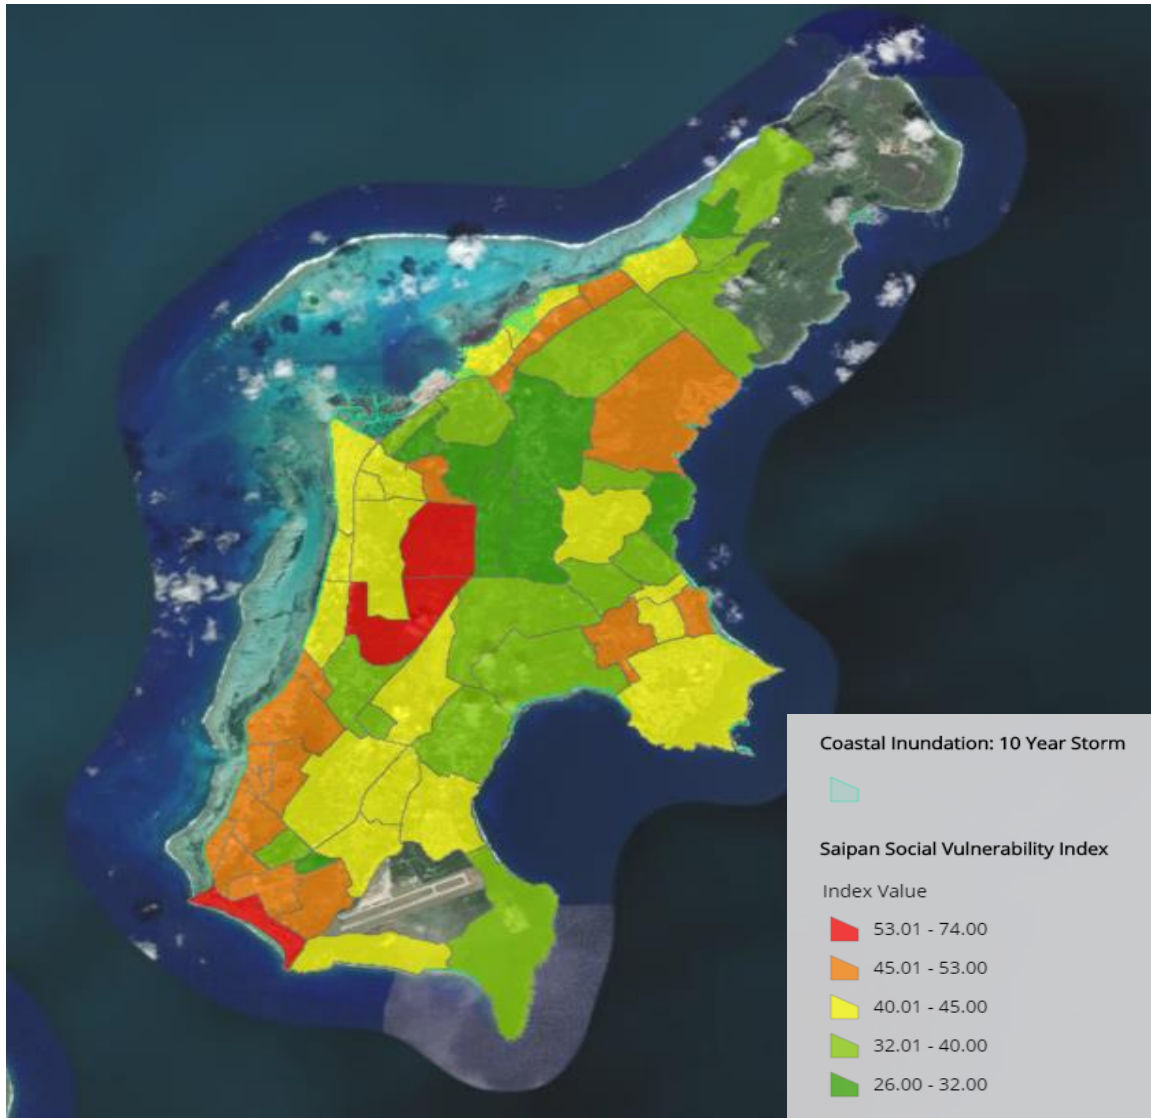 Coastal Inundation: 10 Year Storm
Saipan Social Vulnerability Index
Index Value
53.01 - 74.00
45.01 - 53.00
40.01 - 45.00
32.01 - 40.00
26.00 - 32.00